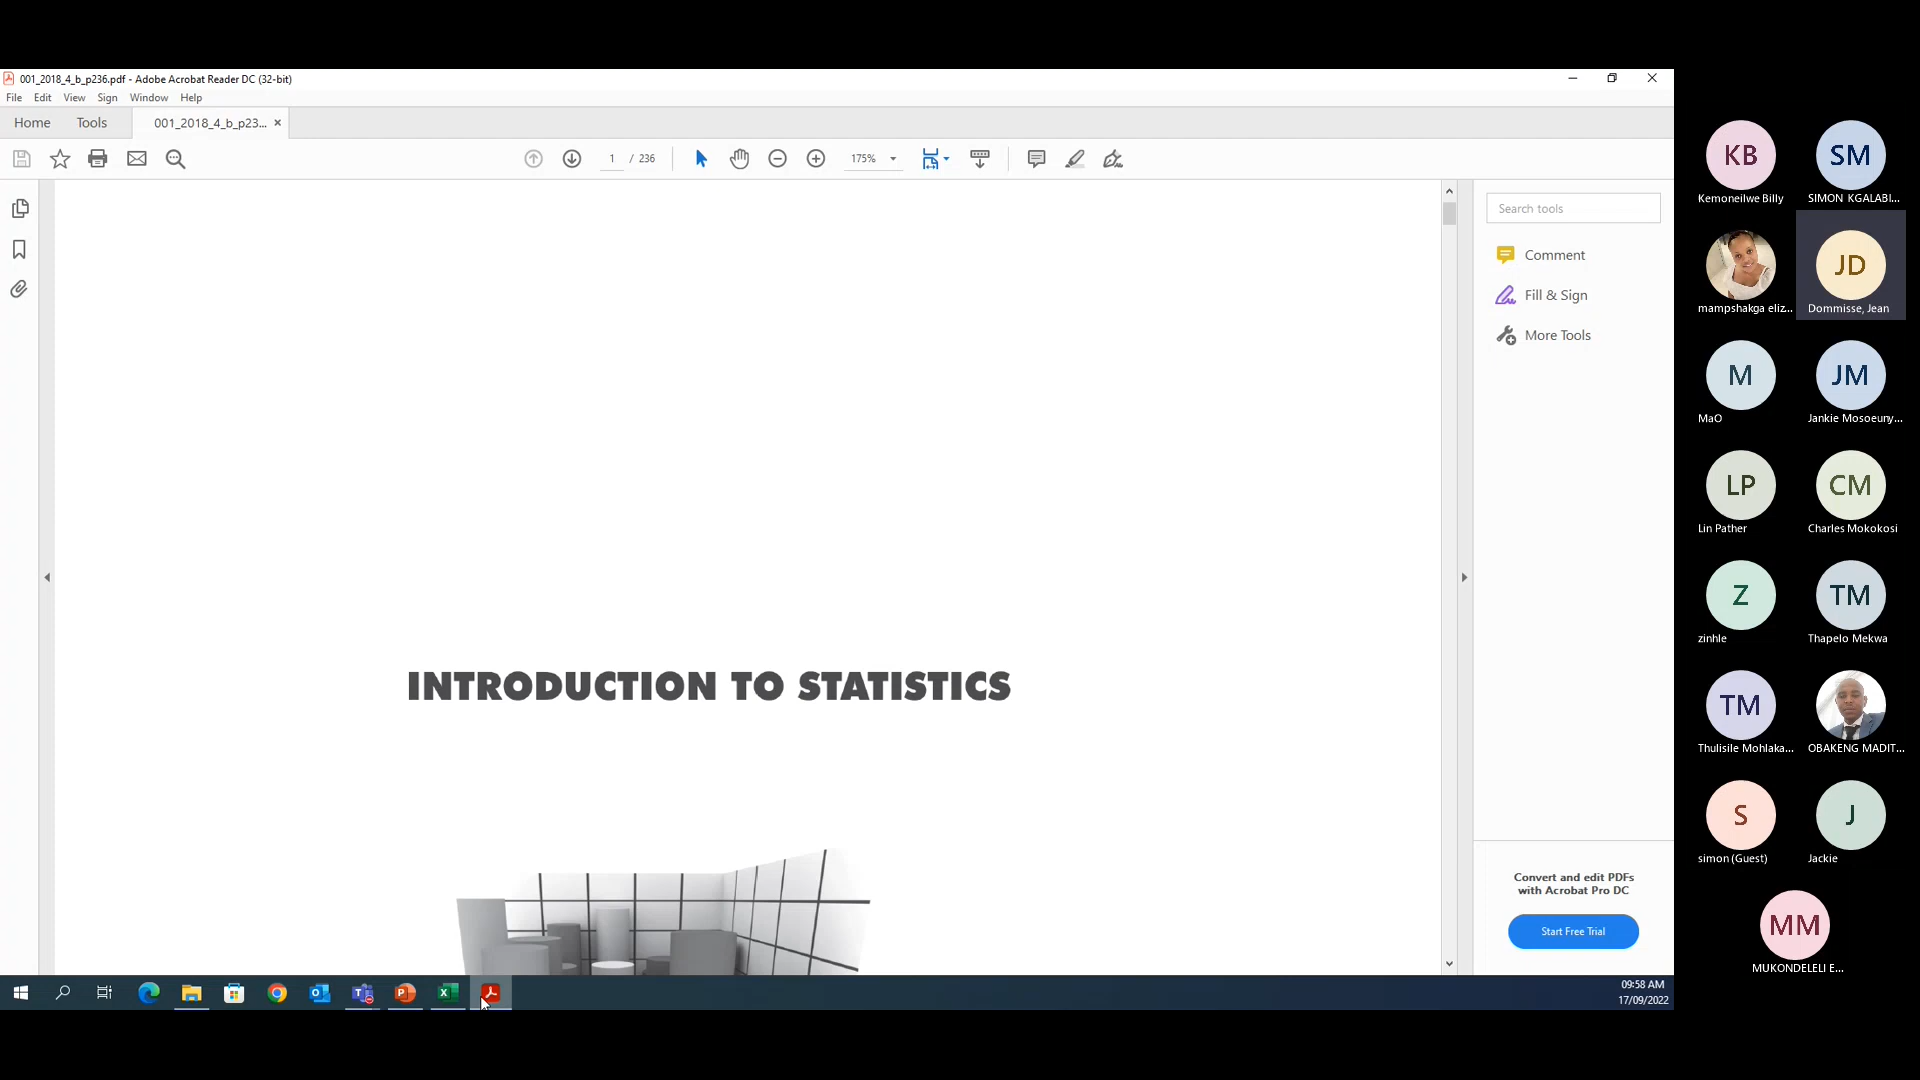 001_2018_4_b_p236.pdf - Adobe Acrobat Reader DC (32-bit)
File Edit View Sign Window Help
Home Tools 001_2018_4_b_p23... ×
1 / 236 175%
Search tools
Comment
Fill & Sign
More Tools
INTRODUCTION TO STATISTICS
Convert and edit PDFs
with Acrobat Pro DC
Start Free Trial
09:58 AM
17/09/2022
KB SM
Kemoneilwe Billy SIMON KGALABI...
JD
mampshakga eliz... Dommisse, Jean
M JM
MaO Jankie Mosoeuny...
LP CM
Lin Pather Charles Mokokosi
Z TM
zinhle Thapelo Mekwa
TM
Thulisile Mohlaka... OBAKENG MADIT...
S J
simon (Guest) Jackie
MM
MUKONDELELI E...